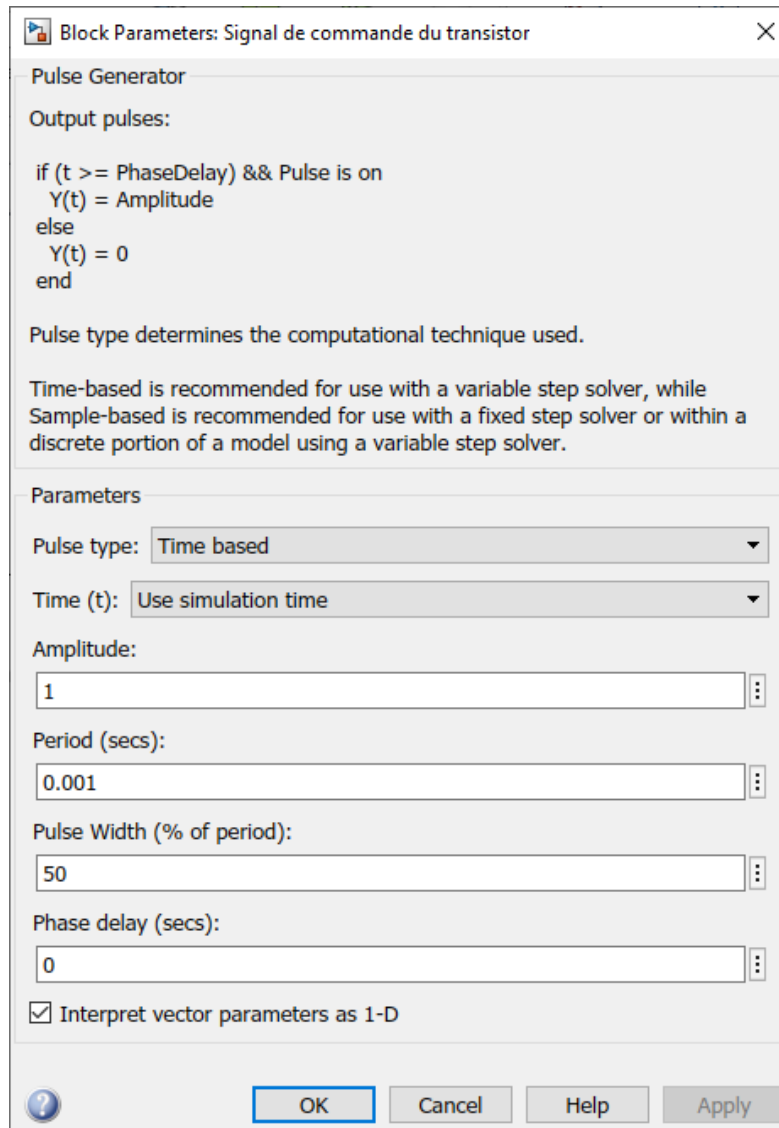 Block Parameters: Signal de commande du transistor
Pulse Generator
Output pulses:
if (t >= PhaseDelay) && Pulse is on
Y(t) = Amplitude
else
Y(t) = 0
end
Pulse type determines the computational technique used.
Time-based is recommended for use with a variable step solver, while
Sample-based is recommended for use with a fixed step solver or within a
discrete portion of a model using a variable step solver.
Parameters
Pulse type: Time based
Time (t): Use simulation time
Amplitude:
1
Period (secs):
0.001
Pulse Width (% of period):
50
Phase delay (secs):
0
Interpret vector parameters as 1-D
OK Cancel Help Apply